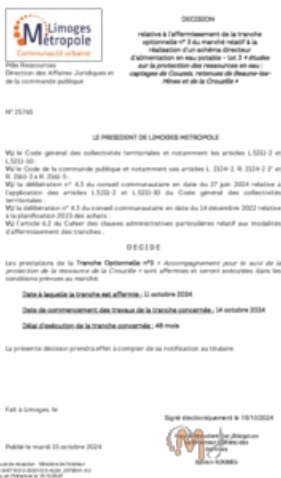 Limoges
Métropole
Communauté urbaine
DECISION
relative à l'affermissement de la tranche
optionnelle n° 3 du marché relatif à la
réalisation d'un schéma directeur
d'alimentation en eau potable - lot 3 « études
sur la protection des ressources en eau :
captages de Couzeix, retenues de Beaune-les-
Mines et de la Crouzille »
Pôle Ressources
Direction des Affaires Juridiques et
de la commande publique
N° 25765
LE PRESIDENT DE LIMOGES METROPOLE
VU le Code général des collectivités territoriales et notamment les articles L.5211-2 et
L.5211-10 ;
VU le Code de la commande publique et notamment ses articles L. 2124-2, R. 2124-2 1° et
R. 2161-2 à R. 2161-5 ;
VU la délibération n° 4.3 du conseil communautaire en date du 27 juin 2024 relative à
l'application des articles L.5211-2 et L.5211-10 du Code général des collectivités
territoriales ;
VU la délibération n° 4.3 du conseil communautaire en date du 14 décembre 2022 relative
à la planification 2023 des achats ;
VU l'article 6.2 du Cahier des clauses administratives particulières relatif aux modalités
d'affermissement des tranches ;
DECIDE
Les prestations de la Tranche Optionnelle n°3 « Accompagnement pour le suivi de la
protection de la ressource de la Crouzille » sont affermies et seront exécutées dans les
conditions prévues au marché.
Date à laquelle la tranche est affermie : 11 octobre 2024
Date de commencement des travaux de la tranche concernée : 14 octobre 2024
Délai d'exécution de la tranche concernée : 48 mois
La présente décision prendra effet à compter de sa notification au titulaire.
Fait à Limoges, le
Signé électroniquement le 15/10/2024
Publié le mardi 15 octobre 2024